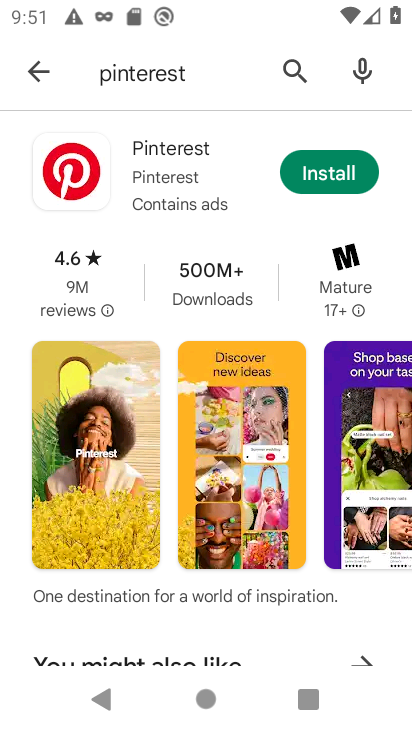 9:51
pinterest
Pinterest
Pinterest
Contains ads
Install
4.6 ★
9M
reviews
500M+
Downloads
M
Mature
17+
Pinterest
Discover
new ideas
Shop base
on your tas
One destination for a world of inspiration.
You might also like